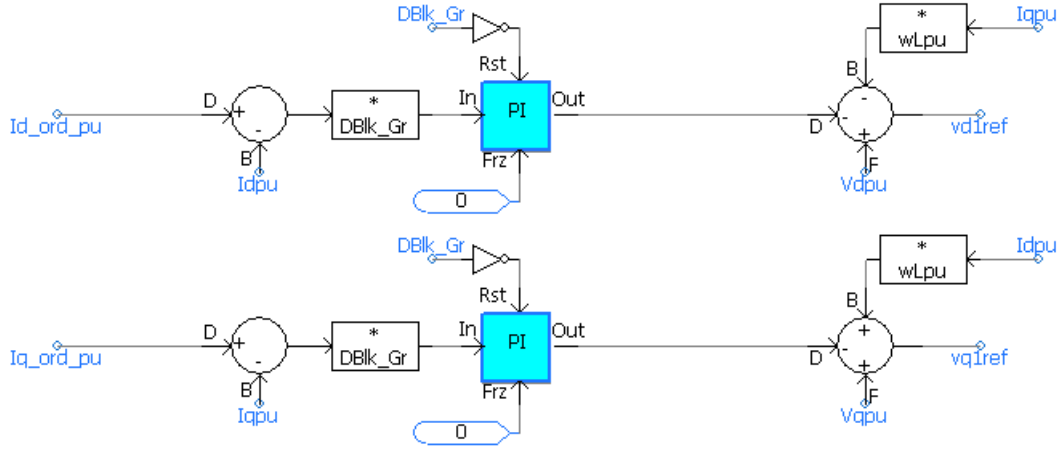 DBlk_Gr
Iqpu
*
wLpu
Rst
B
D
+
-
Id_ord_pu
*
DBlk_Gr
In
PI
Out
-
-
+
D
vd1ref
B
Idpu
Frz
F
Vdpu
0
DBlk_Gr
Idpu
*
wLpu
Rst
B
D
+
-
Iq_ord_pu
*
DBlk_Gr
In
PI
Out
+
-
+
D
vq1ref
B
Iqpu
Frz
F
Vqpu
0